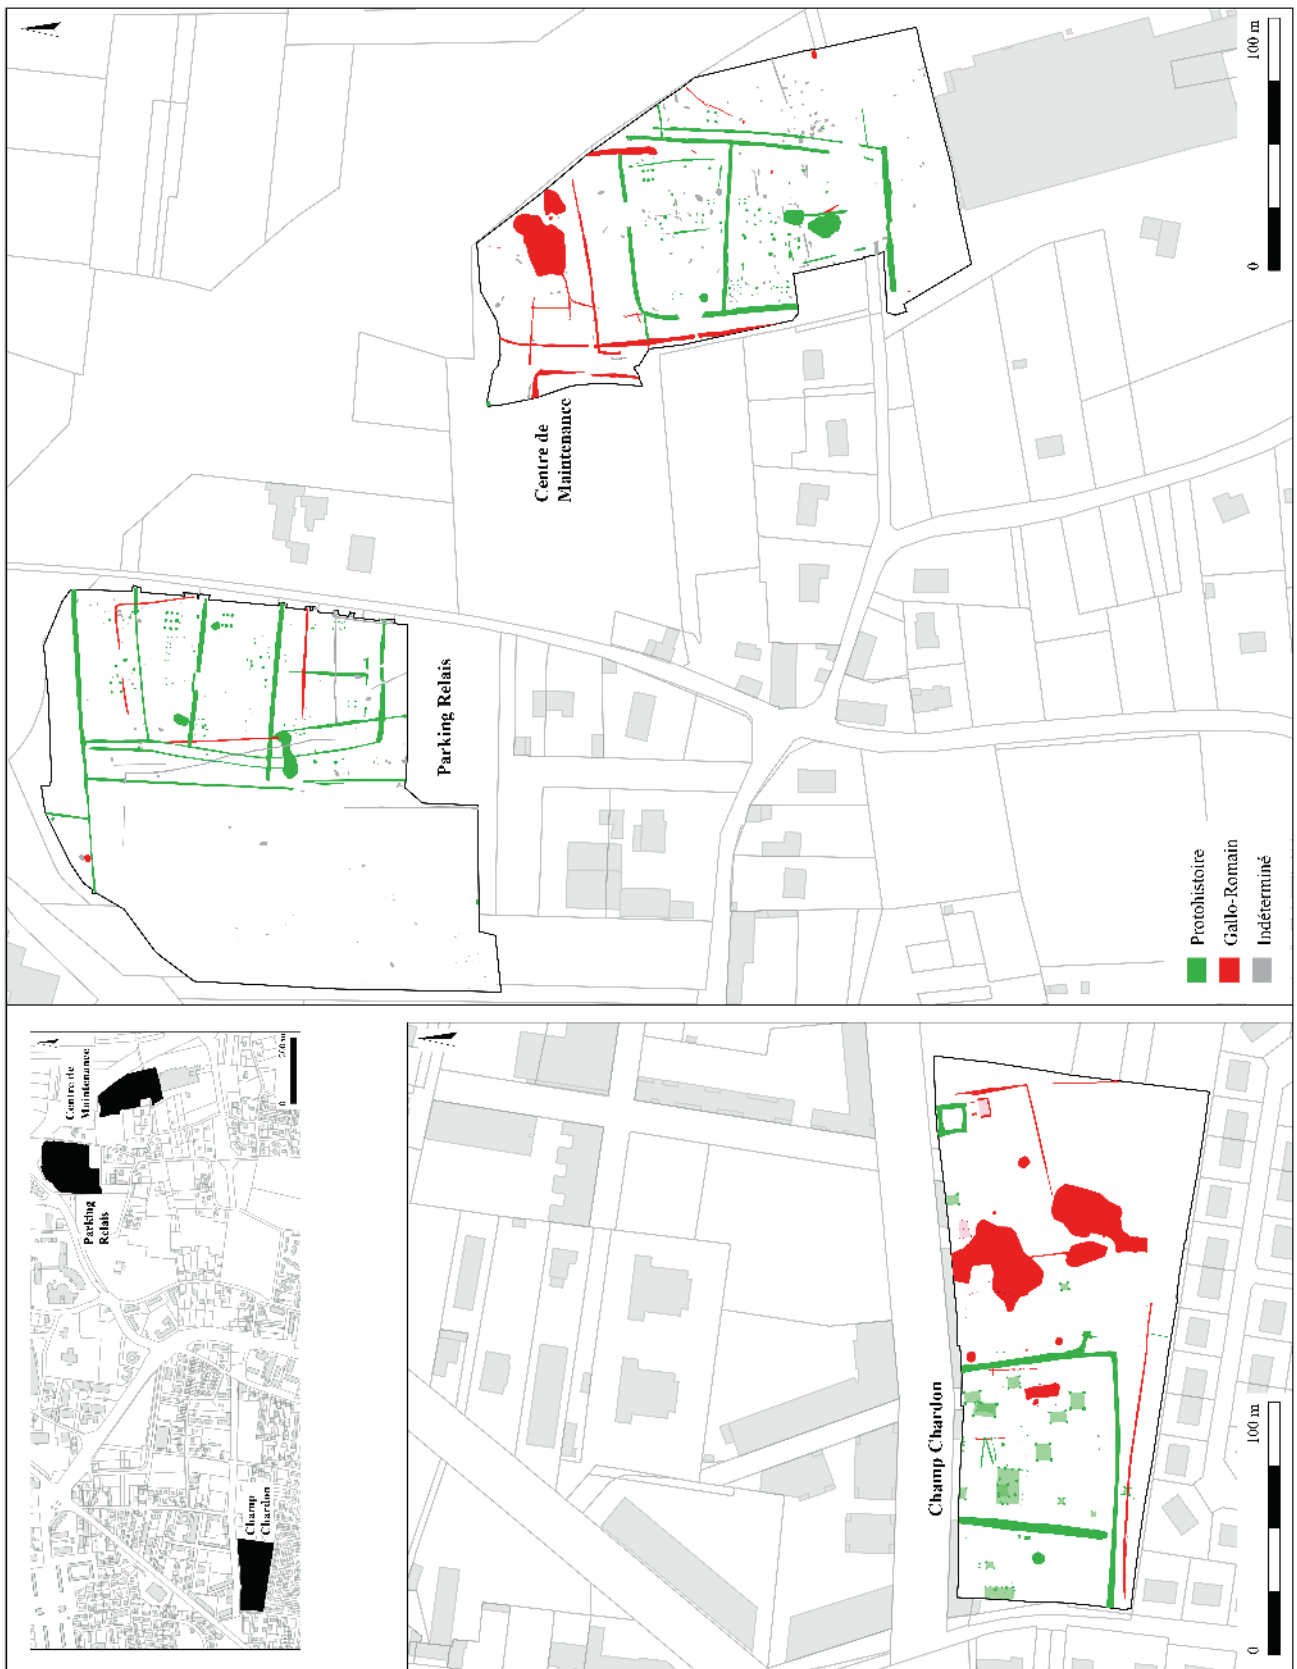 Centre de
Maintenance
Parking
Relais
Champ
Chardon
0
Parking Relais
Centre de
Maintenance
Protohistoire
Gallo-Romain
Indéterminé
0
100 m
Champ Chardon
0
100 m